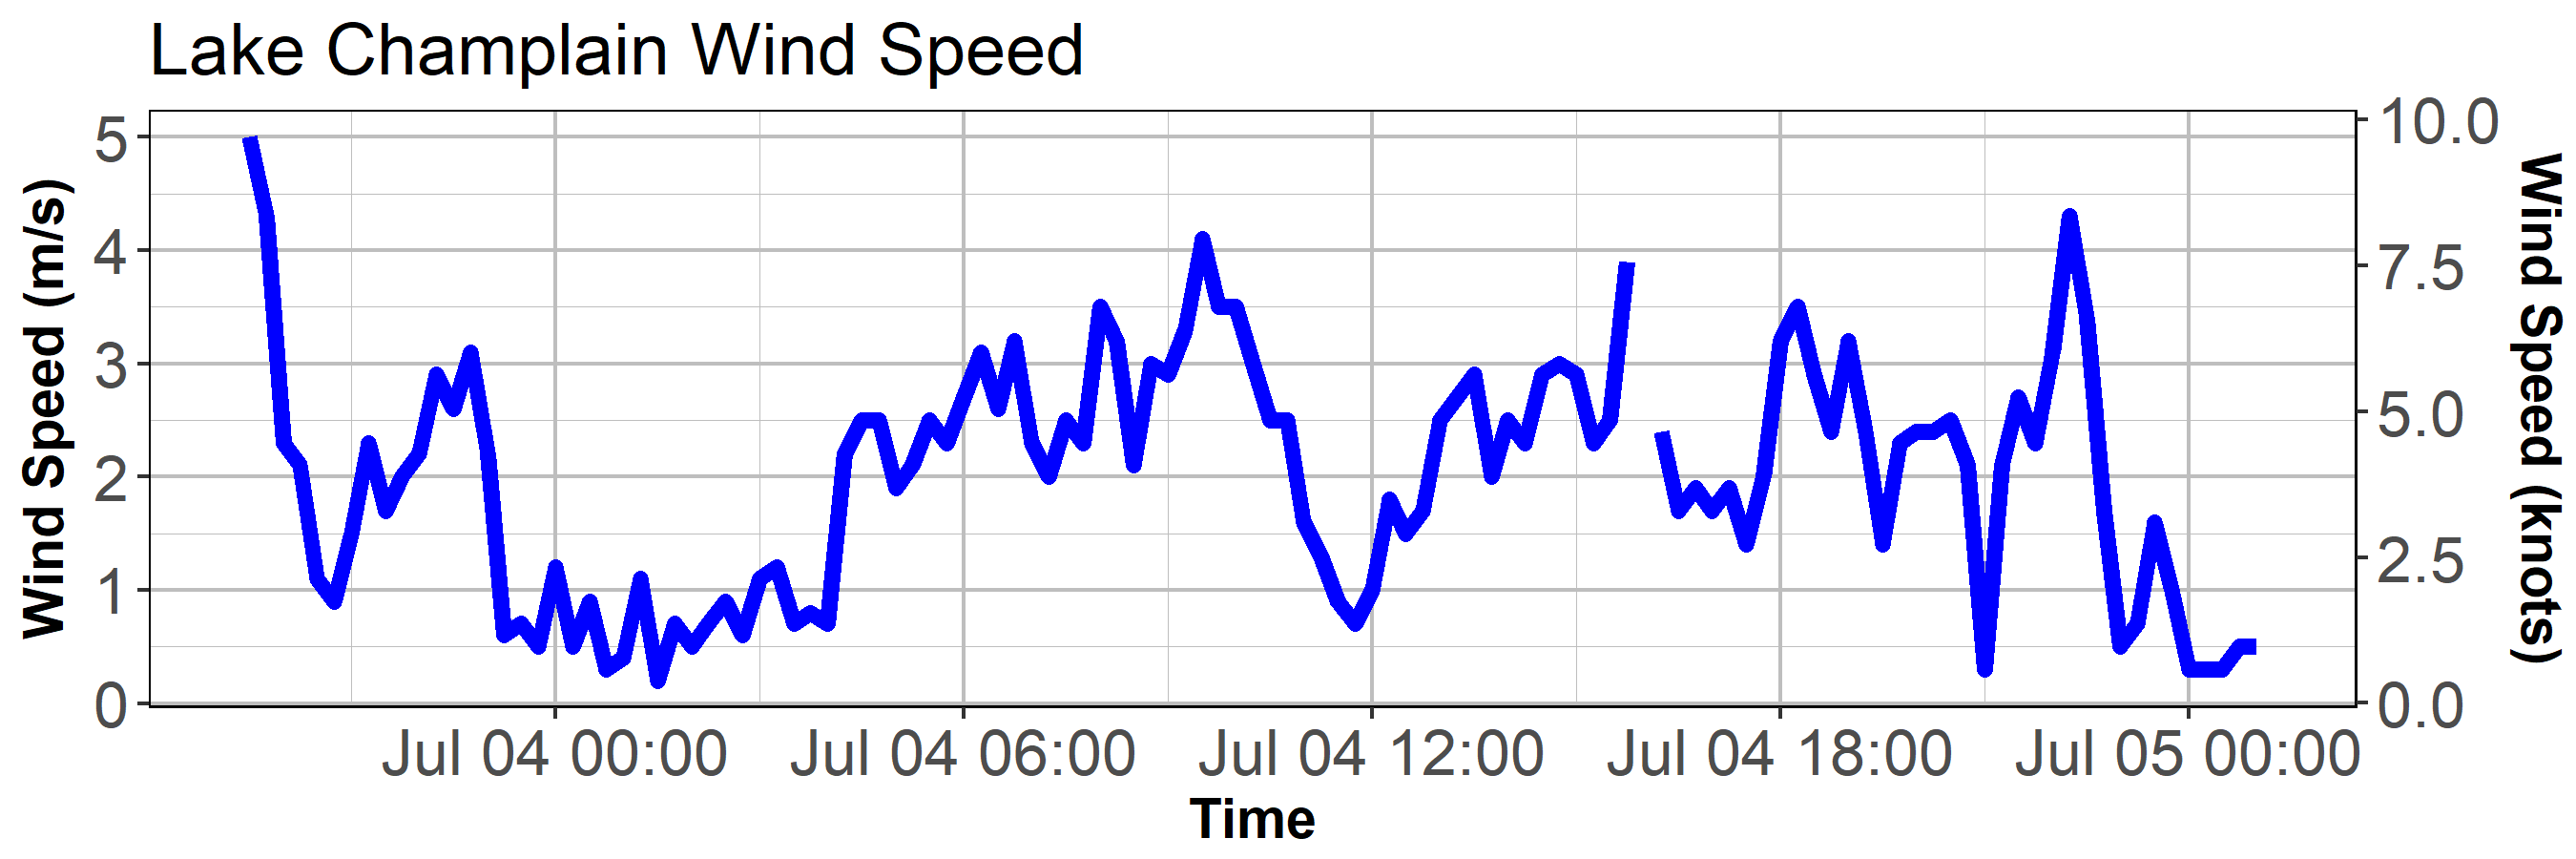 Lake Champlain Wind Speed
Wind Speed (m/s)
5
4
3
2
1
0
10.0
7.5
5.0
2.5
0.0
Wind Speed (knots)
Jul 04 00:00 Jul 04 06:00 Jul 04 12:00 Jul 04 18:00 Jul 05 00:00
Time